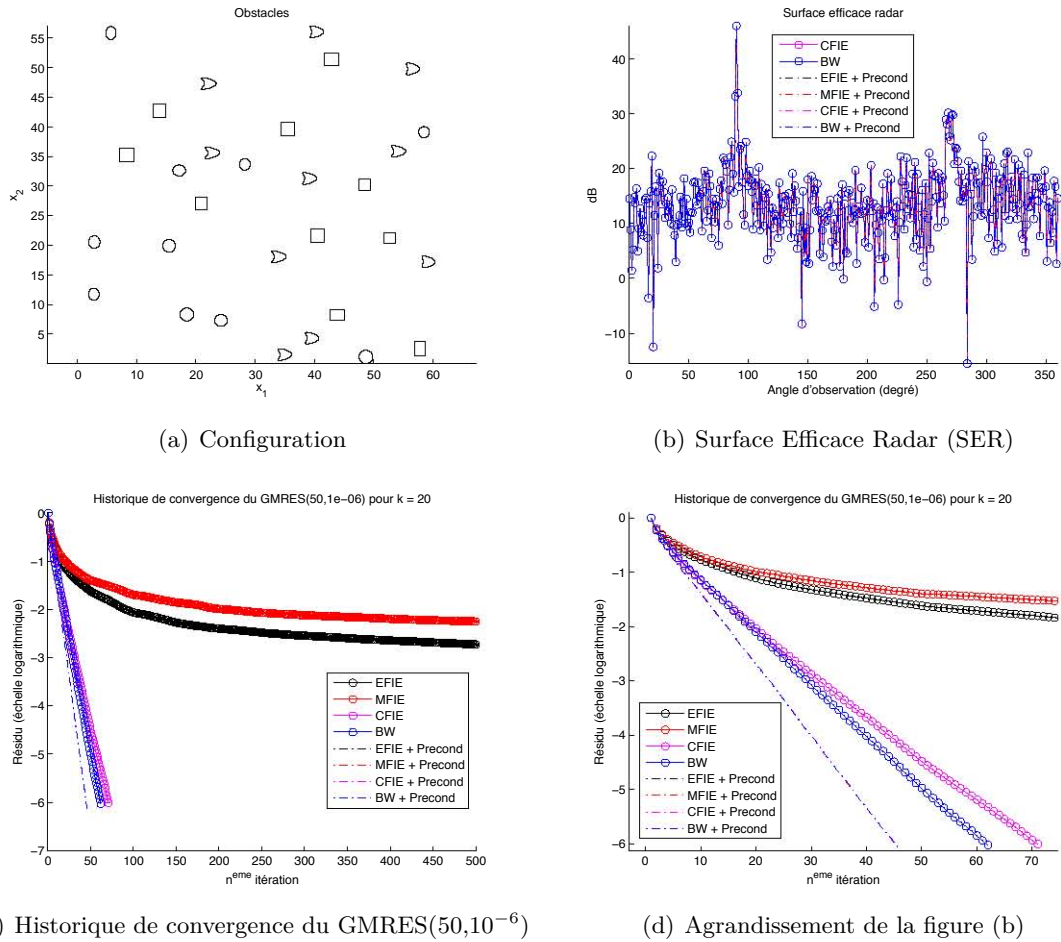 Obstacles
55
50
45
40
35
30
25
20
15
10
5
x_2
0 10 20 30 40 50 60
x_1
(a) Configuration
Surface efficace radar
CFIE
BW
EFIE + Precond
MFIE + Precond
CFIE + Precond
BW + Precond
40
30
20
10
0
−10
dB
0 50 100 150 200 250 300 350
Angle d'observation (degré)
(b) Surface Efficace Radar (SER)
Historique de convergence du GMRES(50,1e−06) pour k = 20
0
−1
−2
−3
−4
−5
−6
−7
Résidu (échelle logarithmique)
EFIE
MFIE
CFIE
BW
EFIE + Precond
MFIE + Precond
CFIE + Precond
BW + Precond
0 50 100 150 200 250 300 350 400 450 500
n^eme itération
) Historique de convergence du GMRES(50,10^−6)
Historique de convergence du GMRES(50,1e−06) pour k = 20
0
−1
−2
−3
−4
−5
−6
Résidu (échelle logarithmique)
EFIE
MFIE
CFIE
BW
EFIE + Precond
MFIE + Precond
CFIE + Precond
BW + Precond
0 10 20 30 40 50 60 70
n^eme itération
(d) Agrandissement de la figure (b)